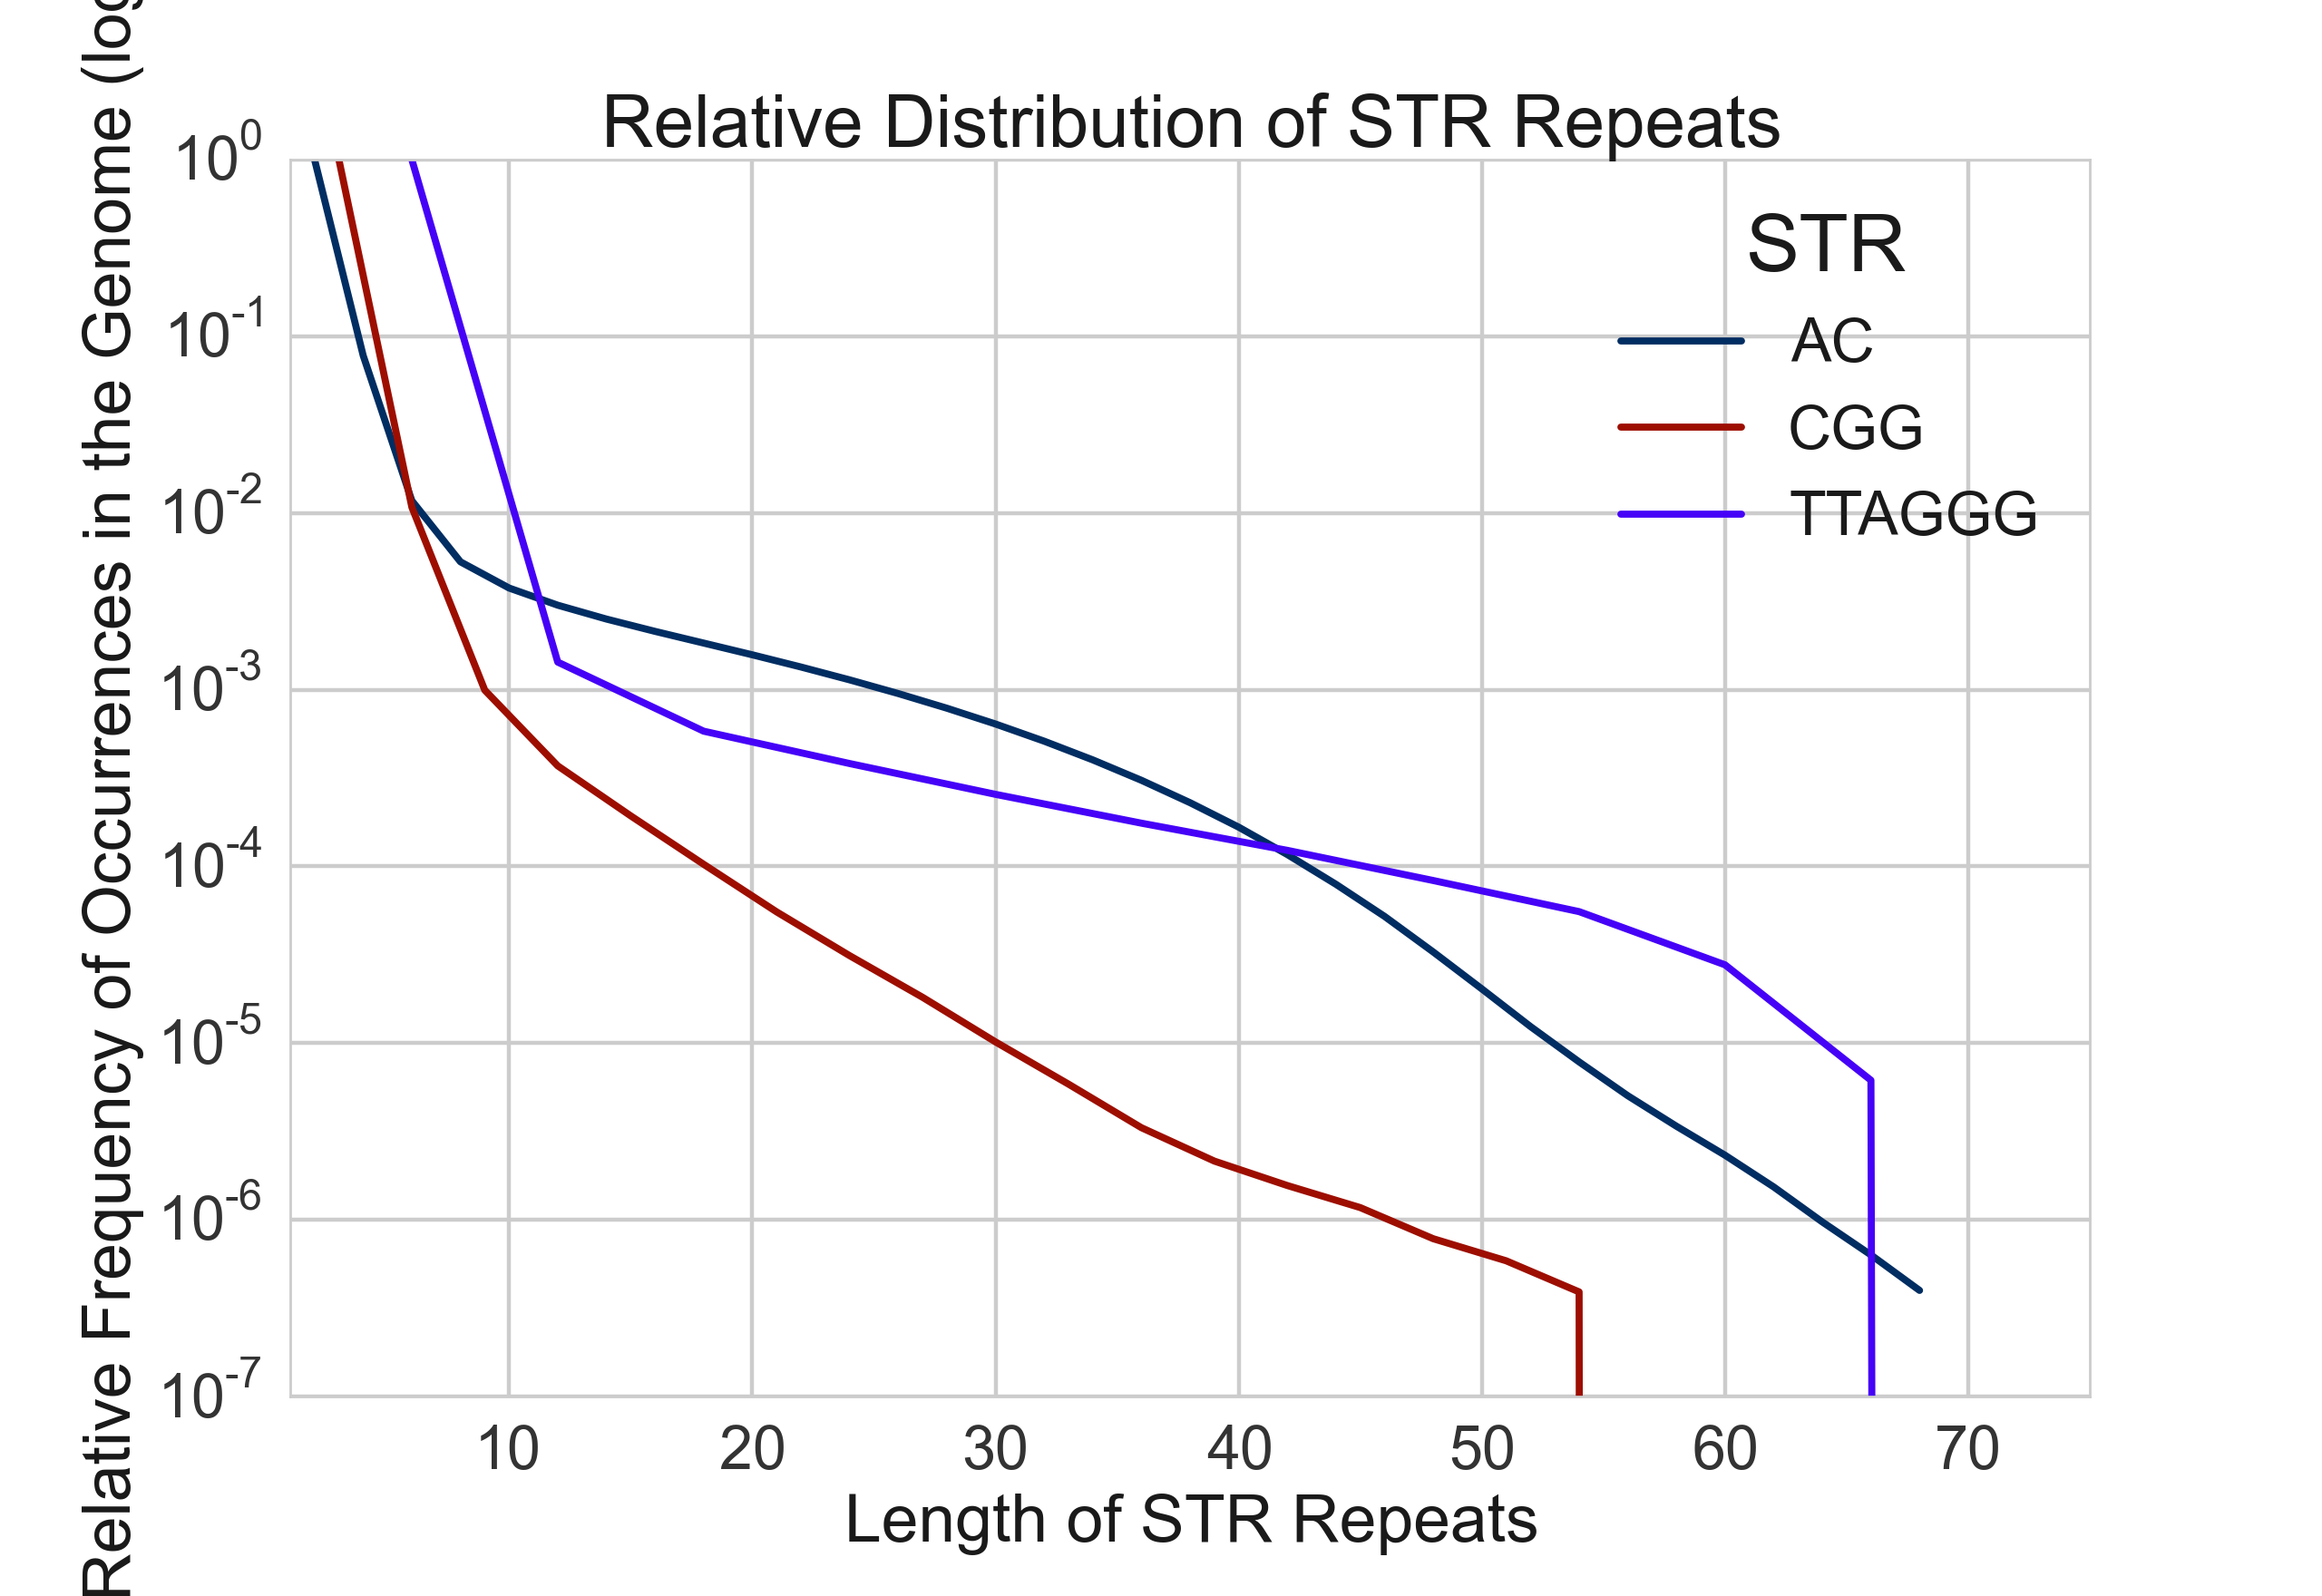 Relative Distribution of STR Repeats
Relative Frequency of Occurrences in the Genome
10^0
10^-1
10^-2
10^-3
10^-4
10^-5
10^-6
10^-7
STR
AC
CGG
TTAGGG
10 20 30 40 50 60 70
Length of STR Repeats